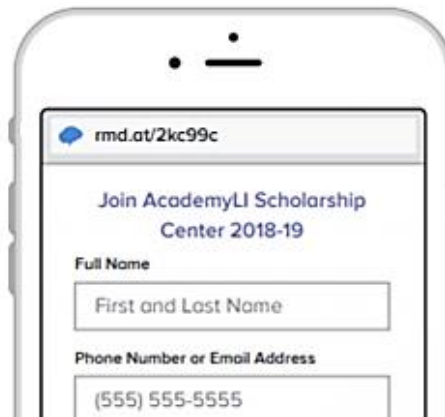 rmd.at/2kc99c
Join AcademyLI Scholarship
Center 2018-19
Full Name
First and Last Name
Phone Number or Email Address
(555) 555-5555